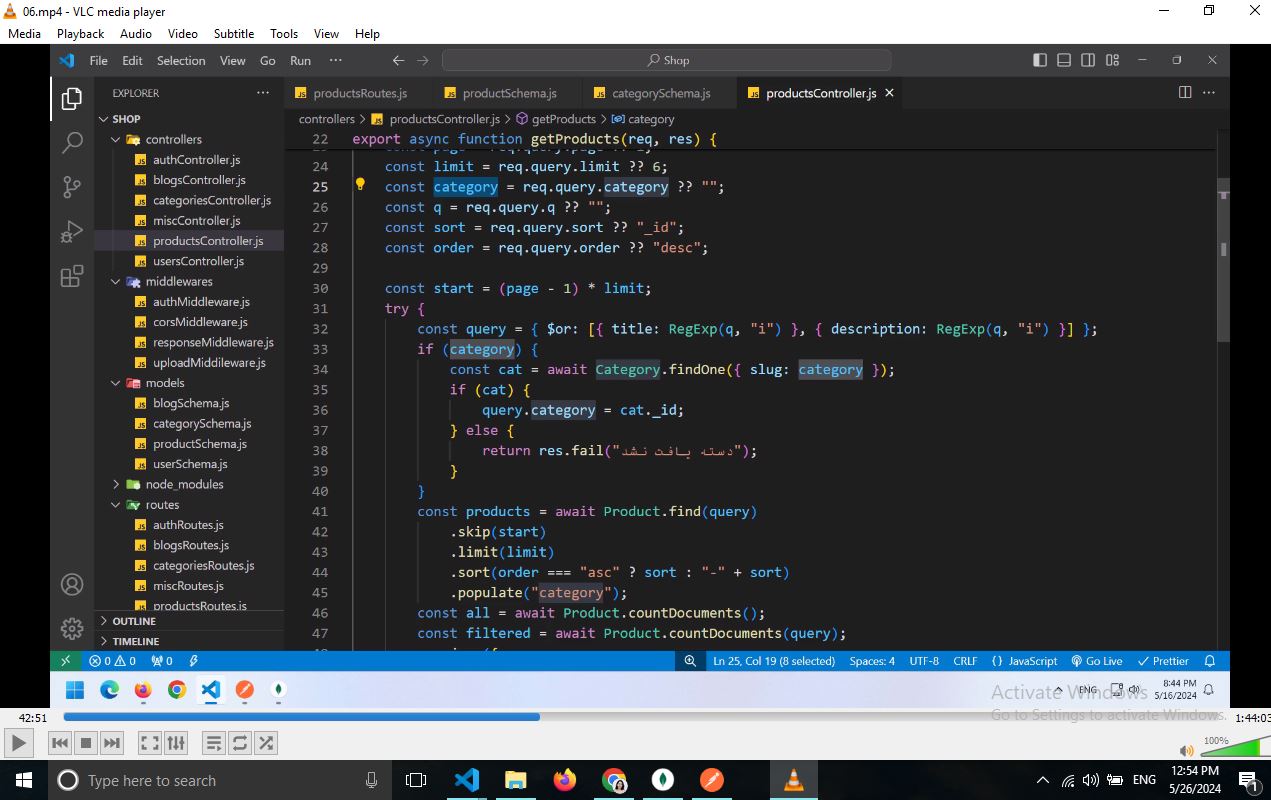 06.mp4 - VLC media player
Media Playback Audio Video Subtitle Tools View Help
File Edit Selection View Go Run ··· Shop
EXPLORER ···
productsRoutes.js productSchema.js categorySchema.js productsController.js
SHOP
controllers
authController.js
blogsController.js
categoriesController.js
miscController.js
productsController.js
usersController.js
middlewares
authMiddleware.js
corsMiddleware.js
responseMiddleware.js
uploadMiddileware.js
models
blogSchema.js
categorySchema.js
productSchema.js
userSchema.js
node_modules
routes
authRoutes.js
blogsRoutes.js
categoriesRoutes.js
miscRoutes.js
productsRoutes.js
OUTLINE
TIMELINE
controllers > productsController.js > getProducts > category
22 export async function getProducts(req, res) {
24 const limit = req.query.limit ?? 6;
25 const category = req.query.category ?? "";
26 const q = req.query.q ?? "";
27 const sort = req.query.sort ?? "_id";
28 const order = req.query.order ?? "desc";
29
30 const start = (page - 1) * limit;
31 try {
32 const query = { $or: [{ title: RegExp(q, "i") }, { description: RegExp(q, "i") }] };
33 if (category) {
34 const cat = await Category.findOne({ slug: category });
35 if (cat) {
36 query.category = cat._id;
37 } else {
38 return res.fail("دسته یافت نشد");
39 }
40 }
41 const products = await Product.find(query)
42 .skip(start)
43 .limit(limit)
44 .sort(order === "asc" ? sort : "-" + sort)
45 .populate("category");
46 const all = await Product.countDocuments();
47 const filtered = await Product.countDocuments(query);
0 0 0 Ln 25, Col 19 (8 selected) Spaces: 4 UTF-8 CRLF {} JavaScript Go Live Prettier
ENG 8:44 PM
5/16/2024
Activate Windows
Go to Settings to activate Windows.
42:51 1:44:03
100%
Type here to search
ENG 12:54 PM
5/26/2024
1